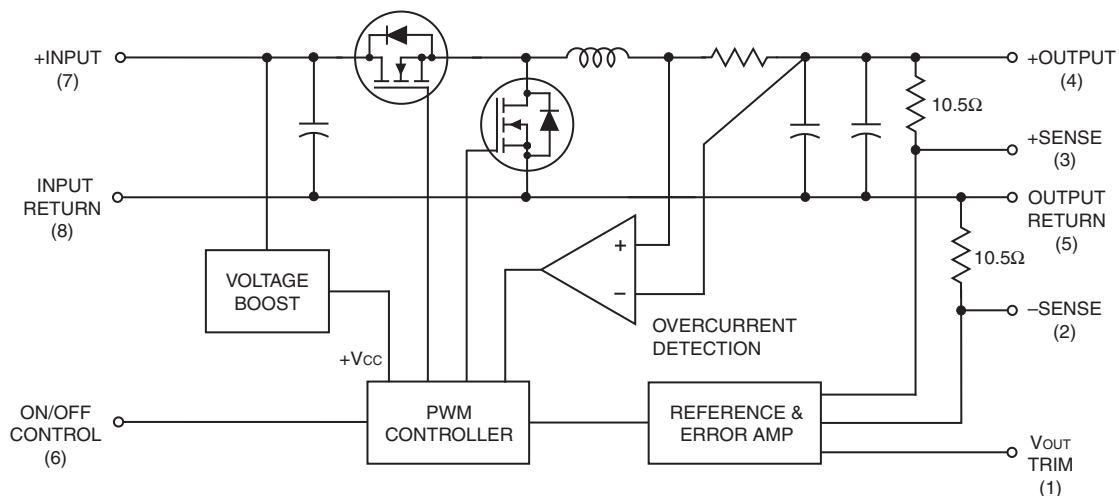 +INPUT
(7)
+OUTPUT
(4)
10.5Ω
+SENSE
(3)
INPUT
RETURN
(8)
OUTPUT
RETURN
(5)
+
–
10.5Ω
VOLTAGE
BOOST
OVERCURRENT
DETECTION
–SENSE
(2)
+VCC
ON/OFF
CONTROL
(6)
PWM
CONTROLLER
REFERENCE &
ERROR AMP
VOUT
TRIM
(1)